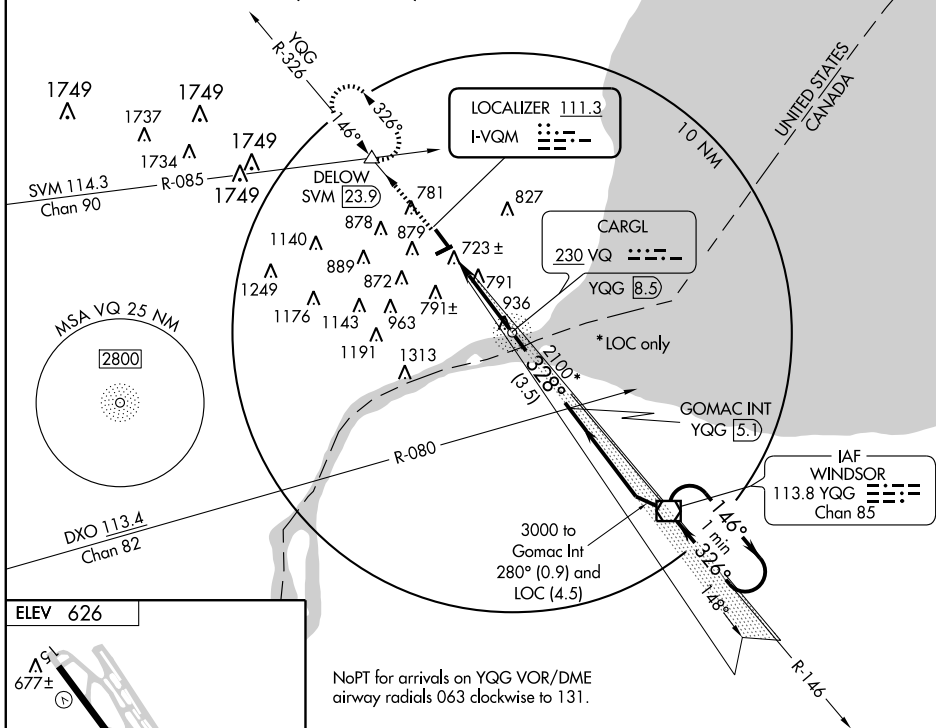 YQG
R-326
146°
326°
LOCALIZER 111.3
I-VQM
10 NM
UNITED STATES
CANADA
1749
1737
1749
1734
1749
1749
SVM 114.3
Chan 90
R-085
DELOW
SVM 23.9
781
827
878
879
1140
889
723 ±
CARGL
230 VQ
YQG 8.5
1249
872
791
791±
936
1176
1143
963
1191
1313
MSA VQ 25 NM
2800
*LOC only
2100*
328°
(3.5)
GOMAC INT
YQG 5.1
R-080
DXO 113.4
Chan 82
IAF
WINDSOR
113.8 YQG
Chan 85
146°
1 min
326°
148°
R-146
3000 to
Gomac Int
280° (0.9) and
LOC (4.5)
ELEV 626
15
677±
V
NoPT for arrivals on YQG VOR/DME
airway radials 063 clockwise to 131.